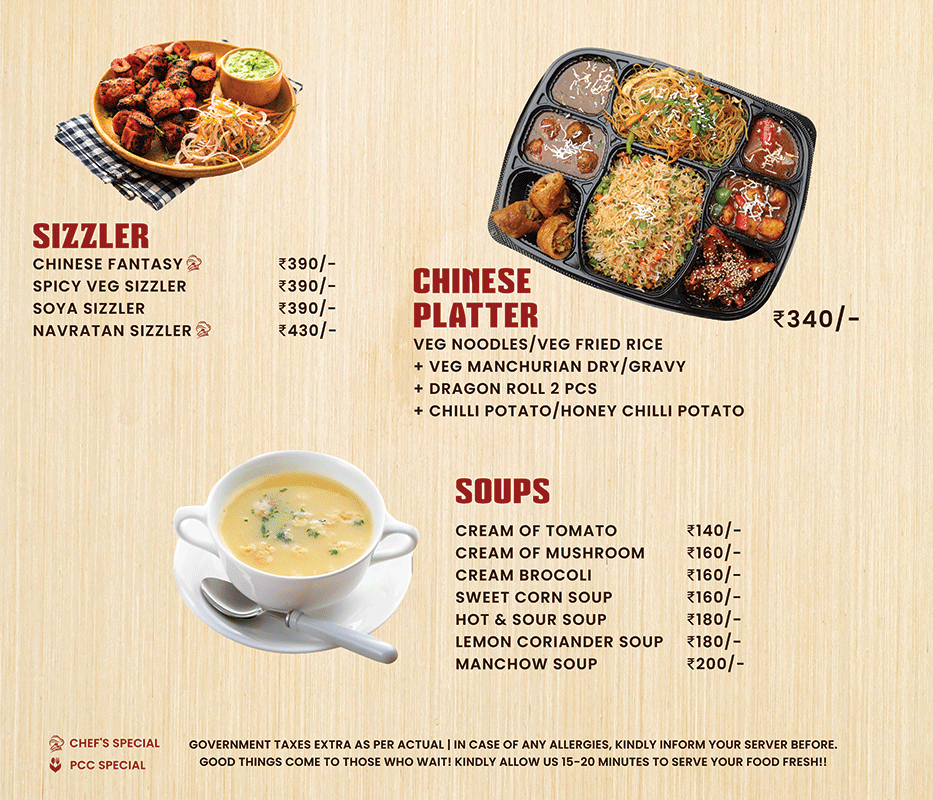 SIZZLER
CHINESE FANTASY ₹390/-
SPICY VEG SIZZLER ₹390/-
SOYA SIZZLER ₹390/-
NAVRATAN SIZZLER ₹430/-
CHINESE
PLATTER ₹340/-
VEG NOODLES/VEG FRIED RICE
+ VEG MANCHURIAN DRY/GRAVY
+ DRAGON ROLL 2 PCS
+ CHILLI POTATO/HONEY CHILLI POTATO
SOUPS
CREAM OF TOMATO ₹140/-
CREAM OF MUSHROOM ₹160/-
CREAM BROCOLI ₹160/-
SWEET CORN SOUP ₹160/-
HOT & SOUR SOUP ₹180/-
LEMON CORIANDER SOUP ₹180/-
MANCHOW SOUP ₹200/-
CHEF'S SPECIAL
PCC SPECIAL
GOVERNMENT TAXES EXTRA AS PER ACTUAL | IN CASE OF ANY ALLERGIES, KINDLY INFORM YOUR SERVER BEFORE.
GOOD THINGS COME TO THOSE WHO WAIT! KINDLY ALLOW US 15-20 MINUTES TO SERVE YOUR FOOD FRESH!!